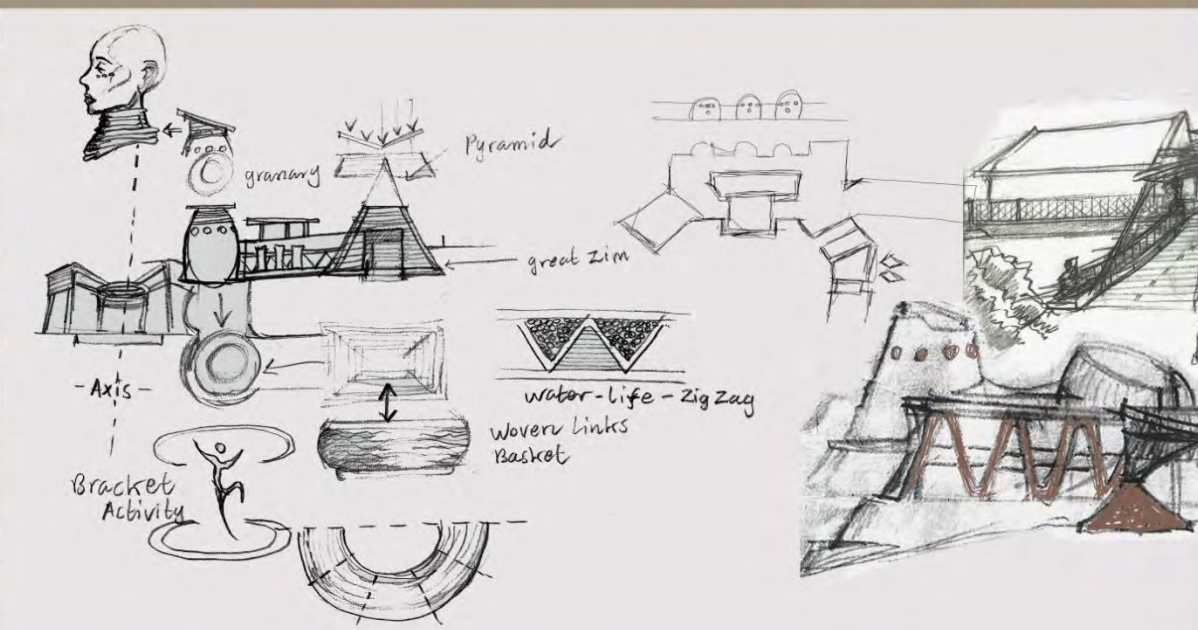 Pyramid
granary
great Zim
- Axis -
water - life - Zig Zag
Woven Links
Basket
Bracket
Activity